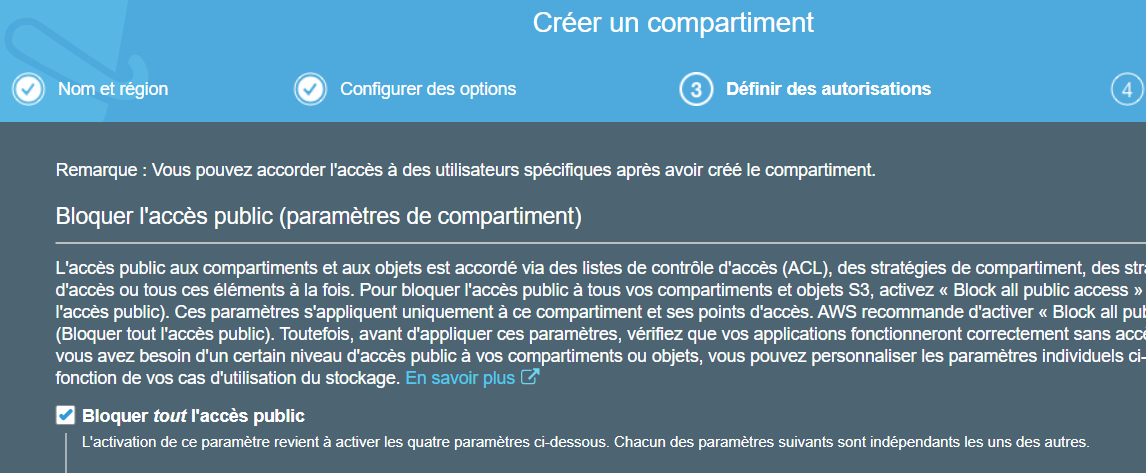 Créer un compartiment
Nom et région
Configurer des options
3 Définir des autorisations
4
Remarque : Vous pouvez accorder l'accès à des utilisateurs spécifiques après avoir créé le compartiment.
Bloquer l'accès public (paramètres de compartiment)
L'accès public aux compartiments et aux objets est accordé via des listes de contrôle d'accès (ACL), des stratégies de compartiment, des
d'accès ou tous ces éléments à la fois. Pour bloquer l'accès public à tous vos compartiments et objets S3, activez « Block all public access »
l'accès public). Ces paramètres s'appliquent uniquement à ce compartiment et ses points d'accès. AWS recommande d'activer « Block all
(Bloquer tout l'accès public). Toutefois, avant d'appliquer ces paramètres, vérifiez que vos applications fonctionneront correctement sans
vous avez besoin d'un certain niveau d'accès public à vos compartiments ou objets, vous pouvez personnaliser les paramètres individuels ci-
fonction de vos cas d'utilisation du stockage. En savoir plus
Bloquer tout l'accès public
L'activation de ce paramètre revient à activer les quatre paramètres ci-dessous. Chacun des paramètres suivants sont indépendants les uns des autres.